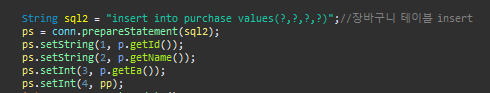 String sql2 = "insert into purchase values(?,?,?,?)";//장바구니 테이블 insert
ps = conn.prepareStatement(sql2);
ps.setString(1, p.getId());
ps.setString(2, p.getName());
ps.setInt(3, p.getEa());
ps.setInt(4, pp);